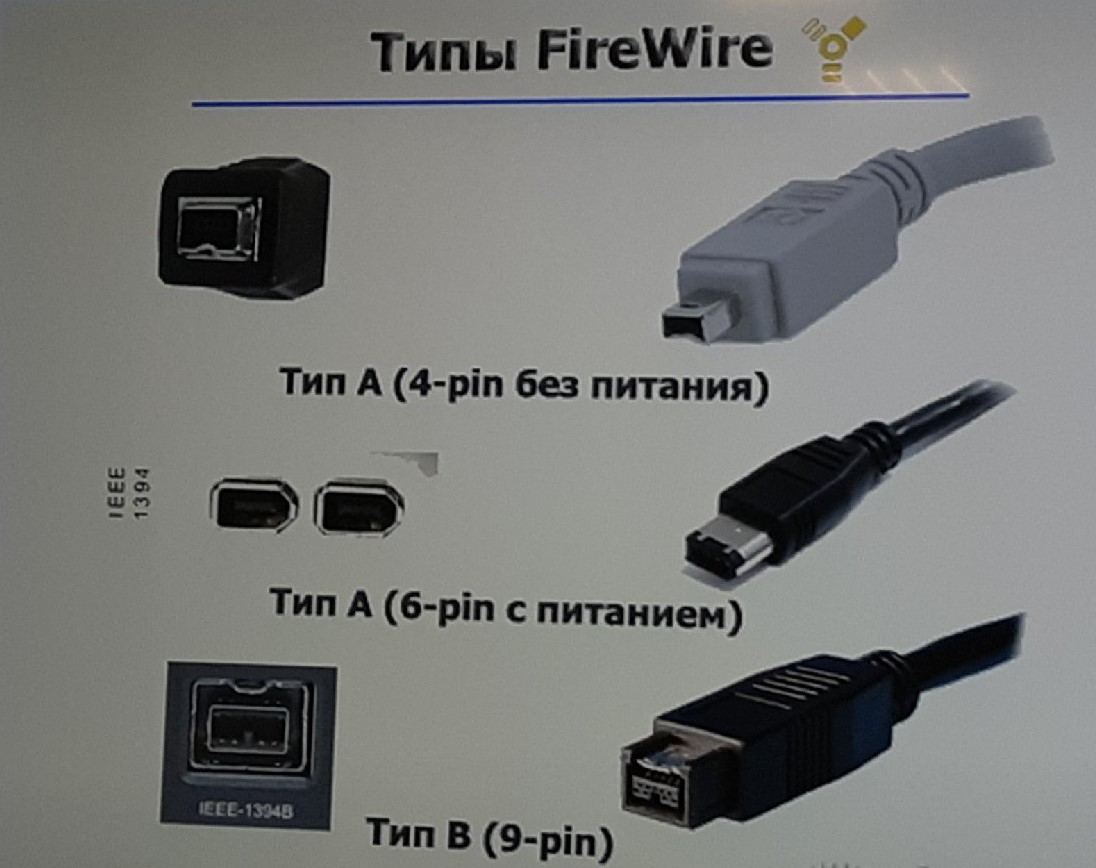 Типы FireWire
Тип A (4-pin без питания)
IEEE
1394
Тип A (6-pin с питанием)
IEEE-1394B
Тип B (9-pin)